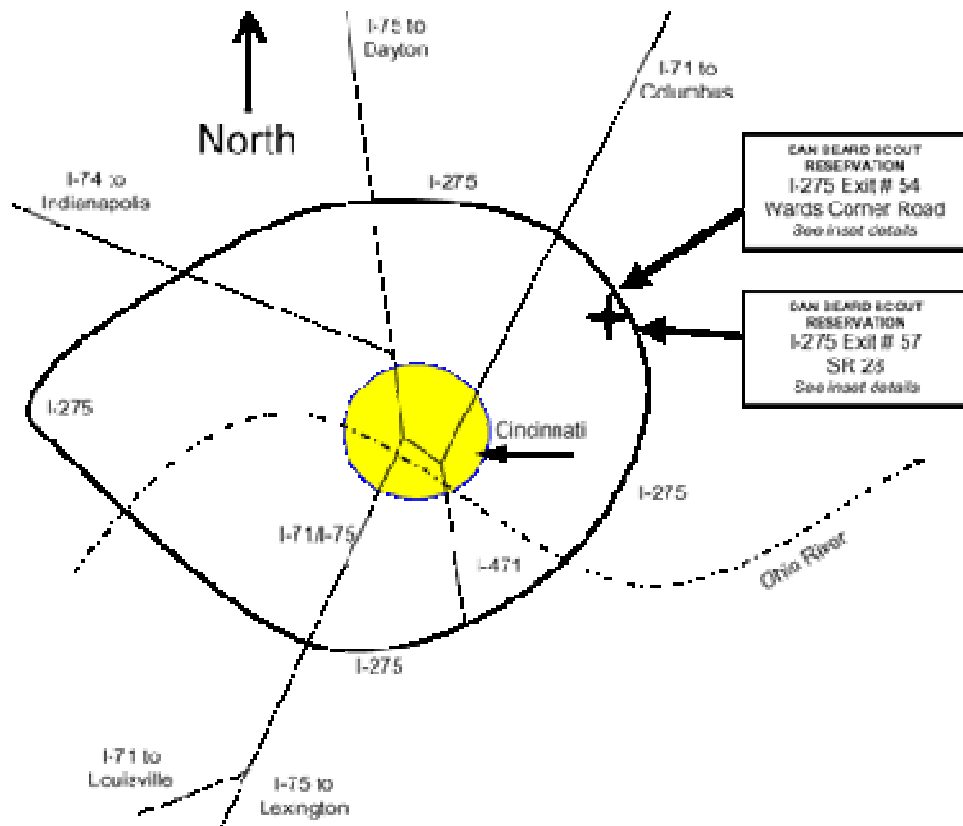 I-75 to
Dayton
I-71 to
Columbus
North
I-74 to
Indianapolis
I-275
DAN BEARD SCOUT
RESERVATION
I-275 Exit # 54
Wards Corner Road
See inset details
DAN BEARD SCOUT
RESERVATION
I-275 Exit # 57
SR 28
See inset details
I-275
Cincinnati
I-275
I-71/I-75
I-471
Ohio River
I-275
I-71 to
Louisville
I-75 to
Lexington